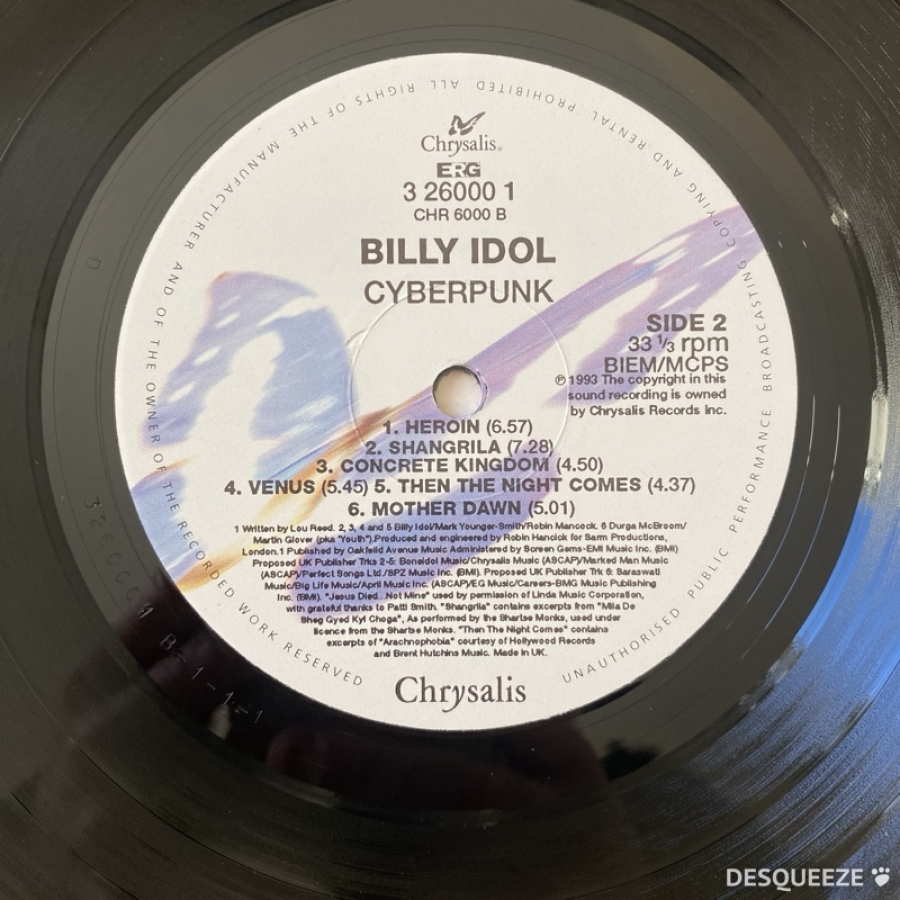 Chrysalis®
ERG
3 26000 1
CHR 6000 B
BILLY IDOL
CYBERPUNK
SIDE 2
33 ⅓ rpm
BIEM/MCPS
℗ 1993 The copyright in this
sound recording is owned
by Chrysalis Records Inc.
1. HEROIN (6.57)
2. SHANGRILA (7.28)
3. CONCRETE KINGDOM (4.50)
4. VENUS (5.45) 5. THEN THE NIGHT COMES (4.37)
6. MOTHER DAWN (5.01)
1 Written by Lou Reed. 2, 3, 4 and 5 Billy Idol/Mark Younger-Smith/Robin Hancock. 6 Durga McBroom/
Martin Glover (pka "Youth").Produced and engineered by Robin Hancick for Sarm Productions,
London.1 Published by Oakfield Avenue Music Administered by Screen Gems-EMI Music Inc. (BMI)
Proposed UK Publisher Trks 2-5: Boneidol Music/Chrysalis Music (ASCAP)/Marked Man Music
(ASCAP)/Perfect Songs Ltd./SPZ Music Inc. (BMI). Proposed UK Publisher Trk 6: Saraswati
Music/Big Life Music/April Music Inc. (ASCAP)/EG Music/Careers-BMG Music Publishing
Inc. (BMI). "Jesus Died...Not Mine" used by permission of Linda Music Corporation,
with grateful thanks to Patti Smith. "Shangrila" contains excerpts from "Mila De
Sheg Gyed Kyi Choga", As performed by the Shartse Monks, used under
licence from the Shartse Monks. "Then The Night Comes" contains
excerpts of "Arachnophobia" courtesy of Hollywood Records
and Brent Hutchins Music. Made in UK.
Chrysalis
ALL RIGHTS OF THE MANUFACTURER AND OF THE OWNER OF THE RECORDED WORK RESERVED
UNAUTHORISED PUBLIC PERFORMANCE BROADCASTING COPYING AND RENTAL PROHIBITED
B-1-1-1
DESQUEEZE